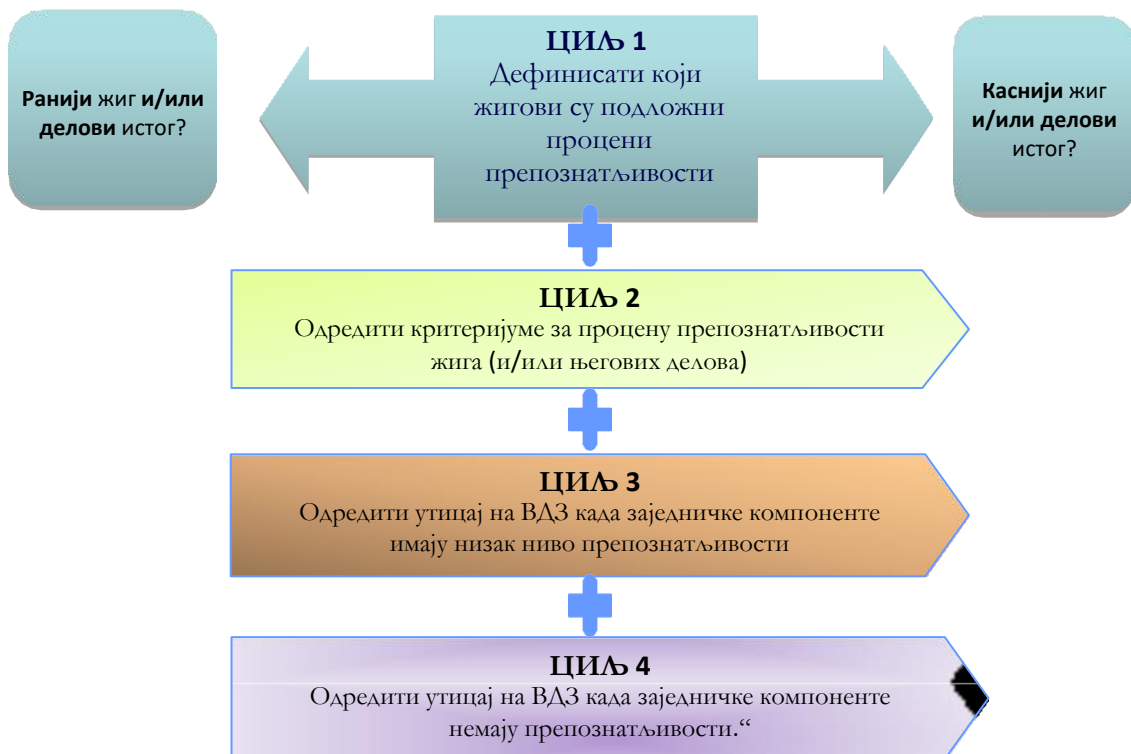 Ранији жиг и/или
делови истог?
ЦИЉ 1
Дефинисати који
жигови су подложни
процени
препознатљивости
Каснији жиг
и/или делови
истог?
ЦИЉ 2
Одредити критеријуме за процену препознатљивости
жига (и/или његових делова)
ЦИЉ 3
Одредити утицај на ВДЗ када заједничке компоненте
имају низак ниво препознатљивости
ЦИЉ 4
Одредити утицај на ВДЗ када заједничке компоненте
немају препознатљивости.“